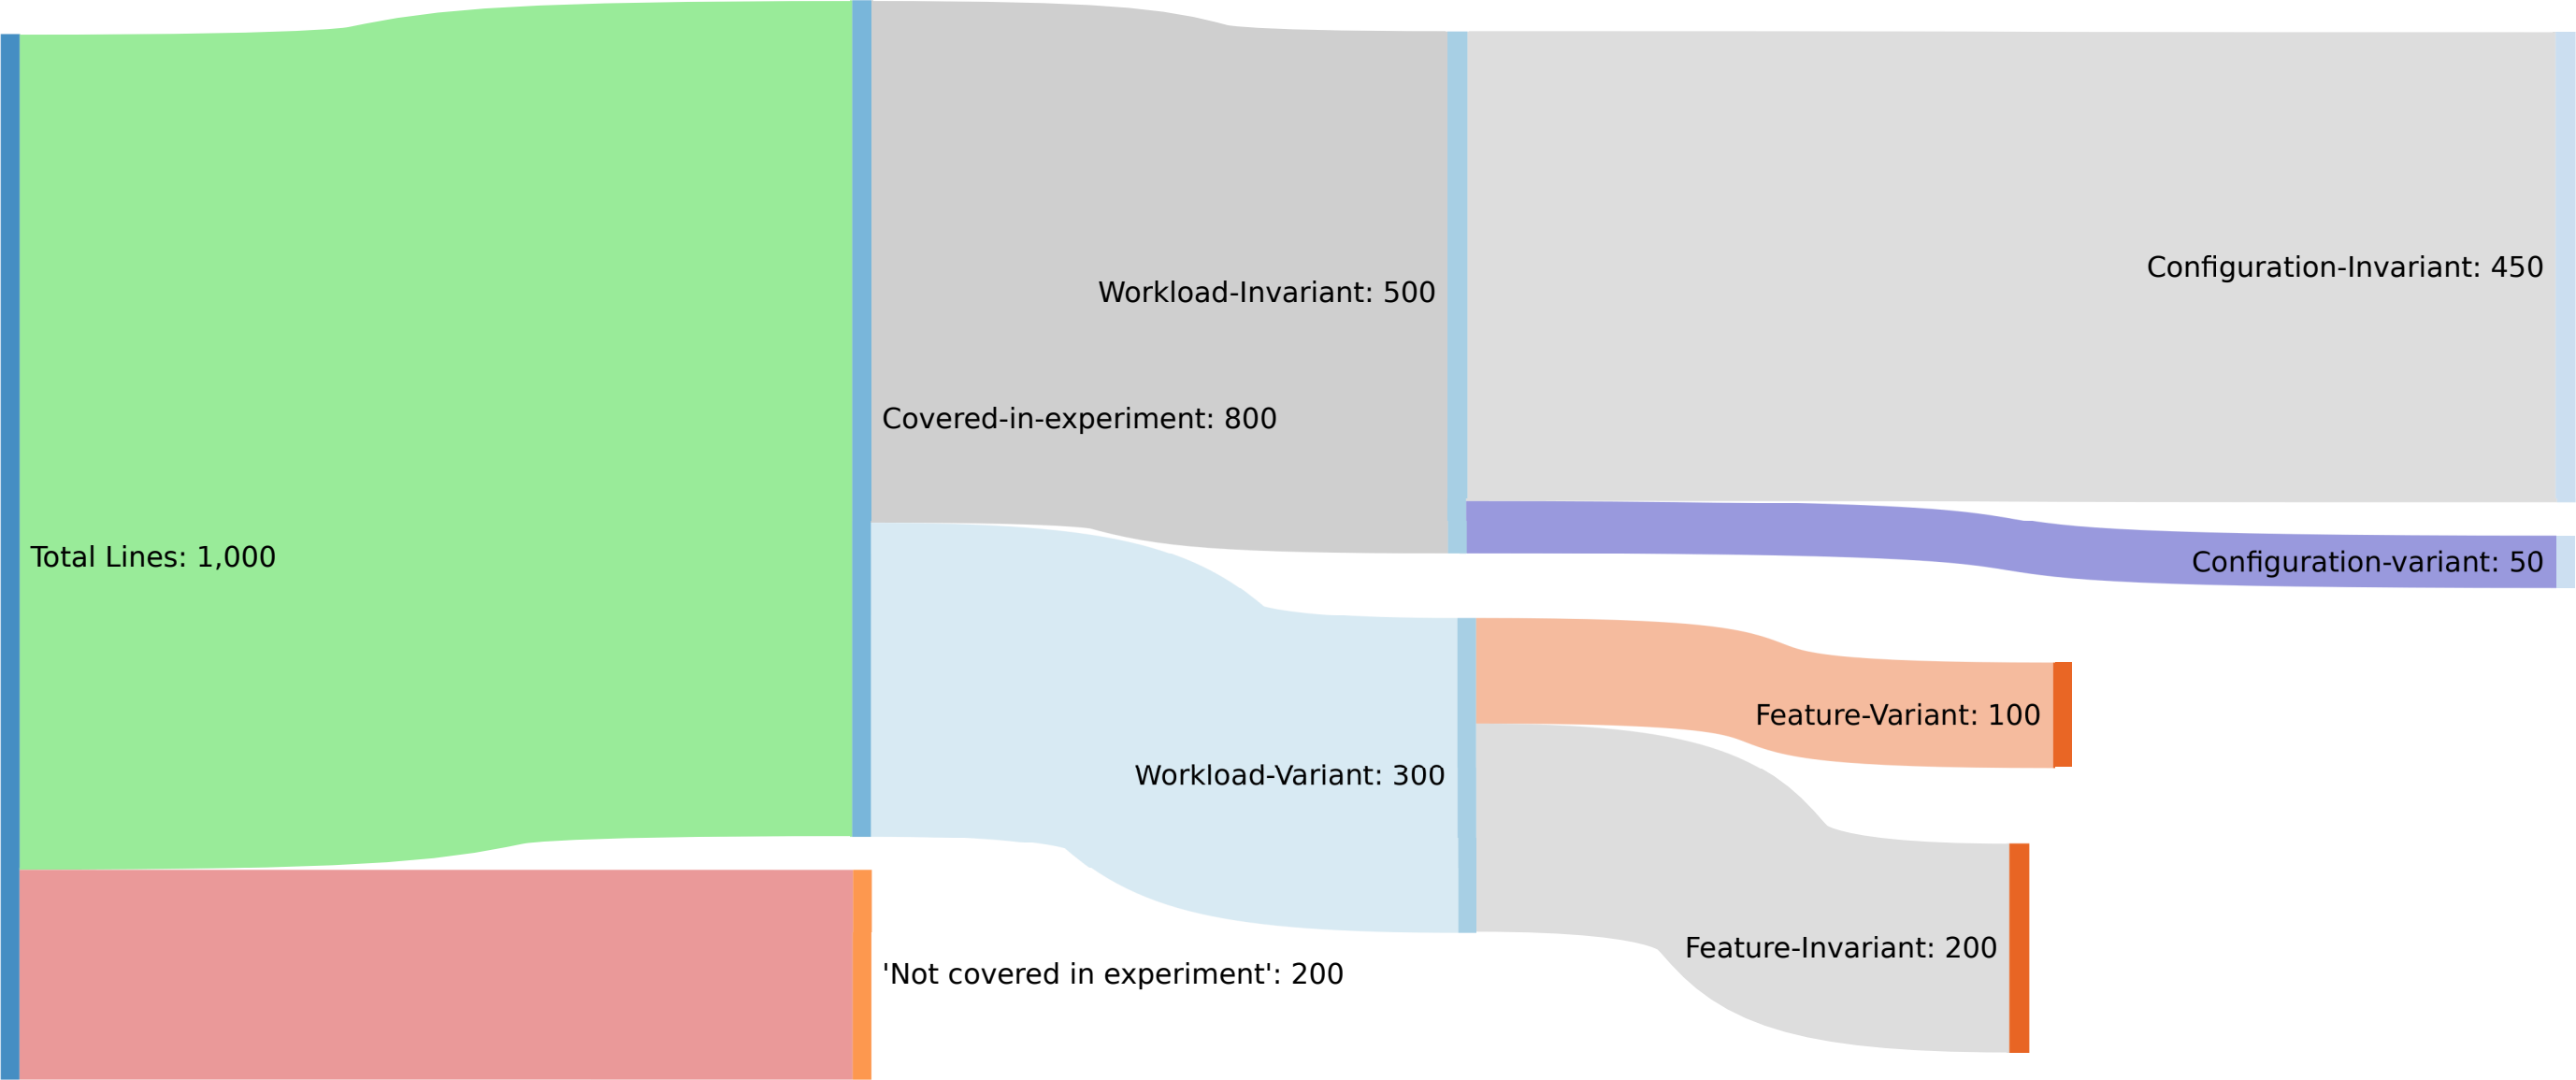 Total Lines: 1,000
Covered-in-experiment: 800
'Not covered in experiment': 200
Workload-Invariant: 500
Workload-Variant: 300
Configuration-Invariant: 450
Configuration-variant: 50
Feature-Variant: 100
Feature-Invariant: 200